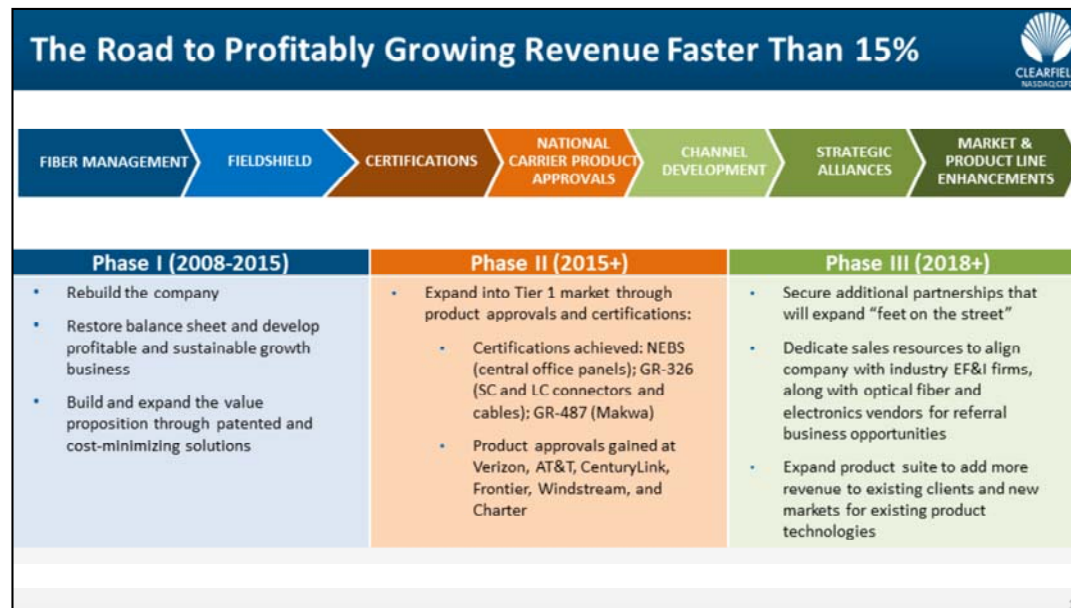 The Road to Profitably Growing Revenue Faster Than 15%
CLEARFIEL
NASDAQ:CLF
FIBER MANAGEMENT
FIELDSHIELD
CERTIFICATIONS
NATIONAL
CARRIER PRODUCT
APPROVALS
CHANNEL
DEVELOPMENT
STRATEGIC
ALLIANCES
MARKET &
PRODUCT LINE
ENHANCEMENTS
Phase I (2008-2015)
• Rebuild the company
• Restore balance sheet and develop
profitable and sustainable growth
business
• Build and expand the value
proposition through patented and
cost-minimizing solutions
Phase II (2015+)
• Expand into Tier 1 market through
product approvals and certifications:
• Certifications achieved: NEBS
(central office panels); GR-326
(SC and LC connectors and
cables); GR-487 (Makwa)
• Product approvals gained at
Verizon, AT&T, CenturyLink,
Frontier, Windstream, and
Charter
Phase III (2018+)
• Secure additional partnerships that
will expand “feet on the street”
• Dedicate sales resources to align
company with industry EF&I firms,
along with optical fiber and
electronics vendors for referral
business opportunities
• Expand product suite to add more
revenue to existing clients and new
markets for existing product
technologies